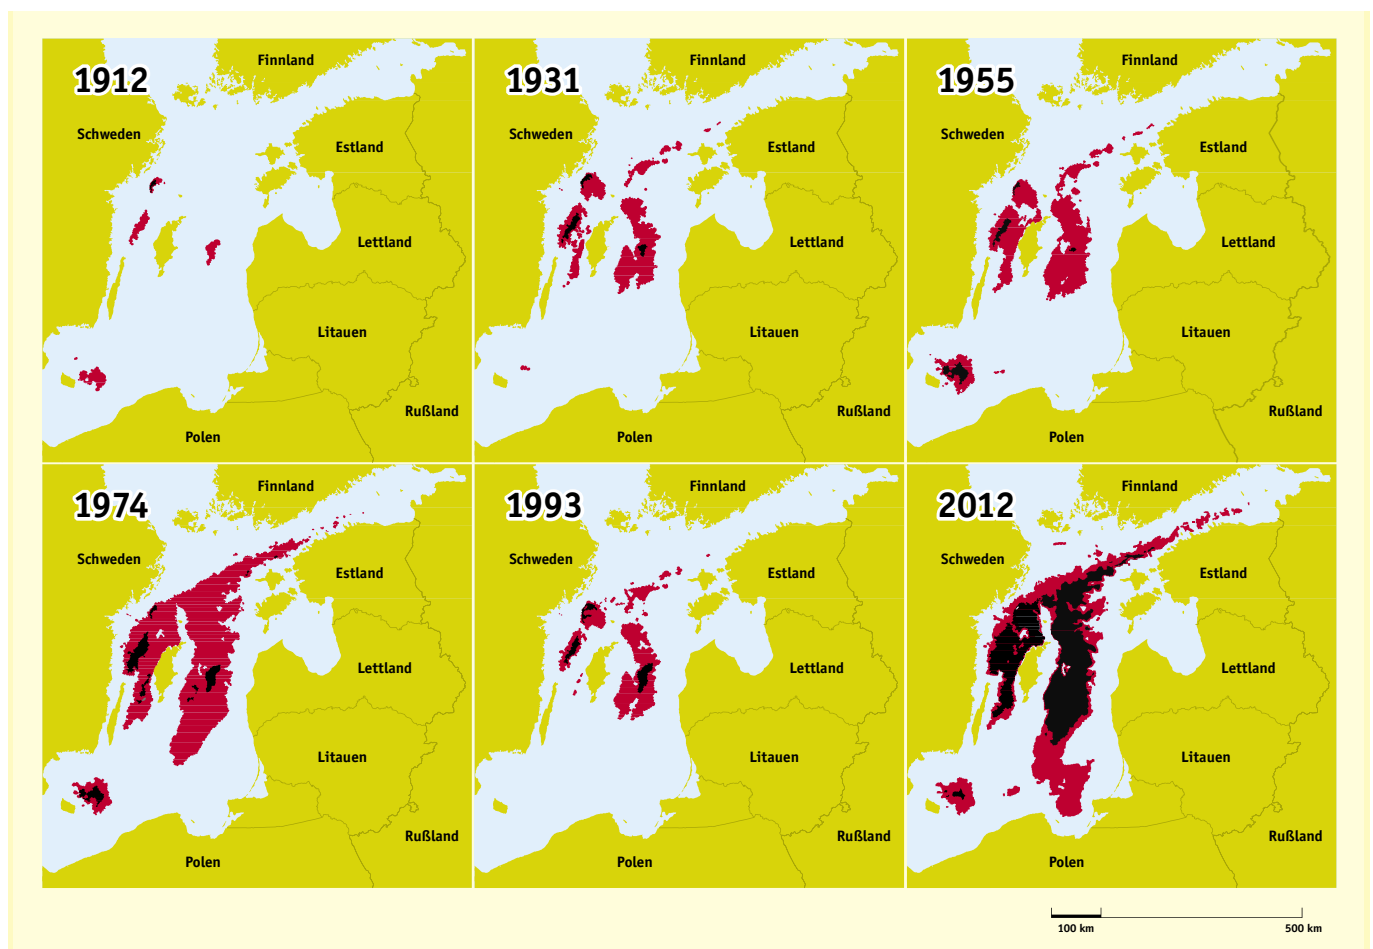 1912
Finnland
Schweden
Estland
Lettland
Litauen
Rußland
Polen
1931
Finnland
Schweden
Estland
Lettland
Litauen
Rußland
Polen
1955
Finnland
Schweden
Estland
Lettland
Litauen
Rußland
Polen
1974
Finnland
Schweden
Estland
Lettland
Litauen
Rußland
Polen
1993
Finnland
Schweden
Estland
Lettland
Litauen
Rußland
Polen
2012
Finnland
Schweden
Estland
Lettland
Litauen
Rußland
Polen
100 km 500 km